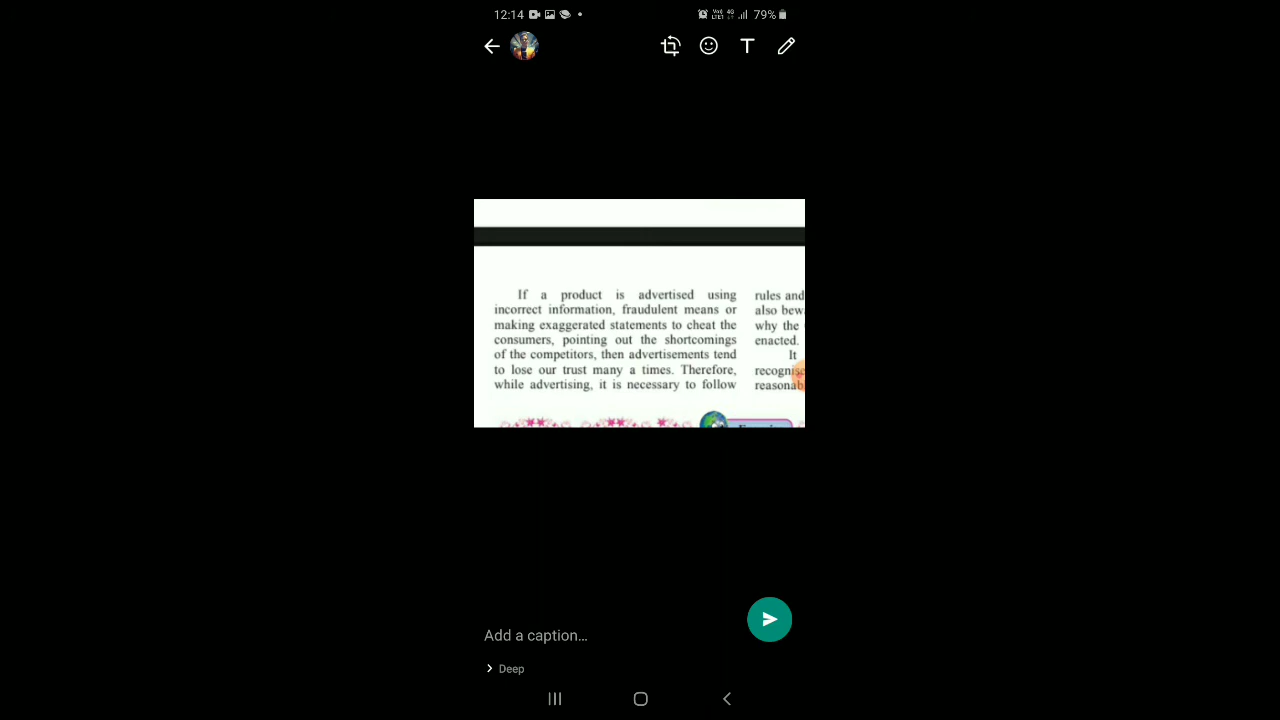 12:14
79%
T
If a product is advertised using
incorrect information, fraudulent means or
making exaggerated statements to cheat the
consumers, pointing out the shortcomings
of the competitors, then advertisements tend
to lose our trust many a times. Therefore,
while advertising, it is necessary to follow
rules and
also bew
why the
enacted.
It
recognise
reasonab
Add a caption...
Deep